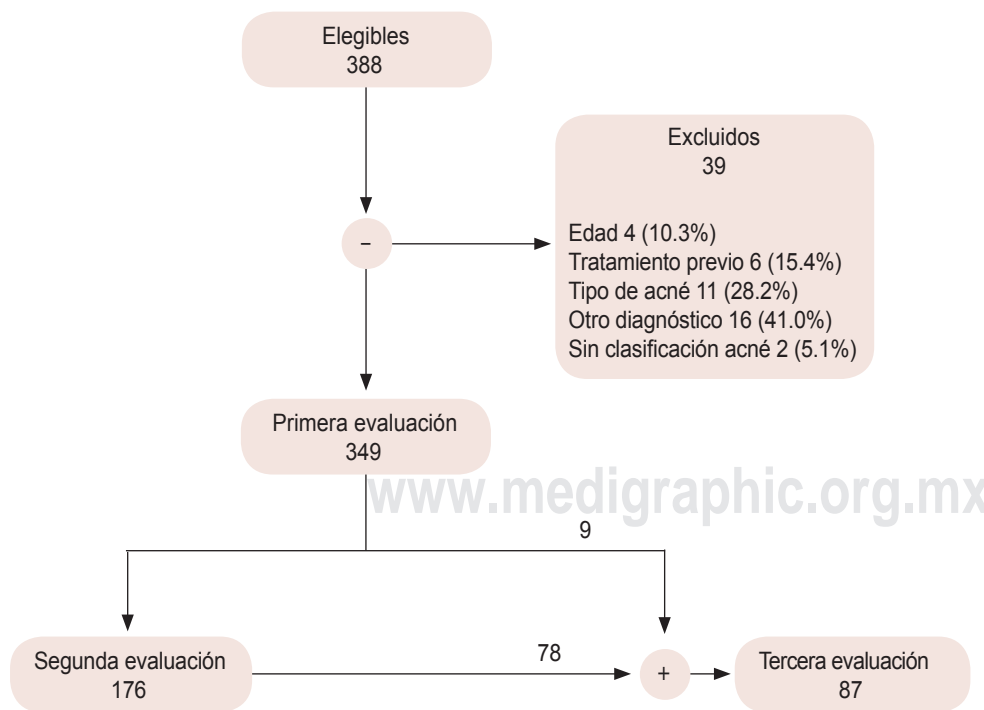 Elegibles
388
Excluidos
39
Edad 4 (10.3%)
Tratamiento previo 6 (15.4%)
Tipo de acné 11 (28.2%)
Otro diagnóstico 16 (41.0%)
Sin clasificación acné 2 (5.1%)
–
Primera evaluación
349
www.medigraphic.org.mx
9
Segunda evaluación
176
78
+
Tercera evaluación
87